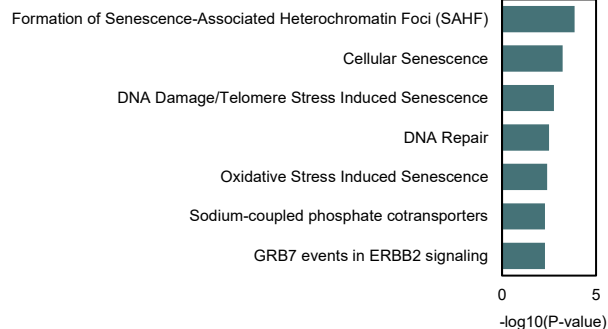 Formation of Senescence-Associated Heterochromatin Foci (SAHF)
Cellular Senescence
DNA Damage/Telomere Stress Induced Senescence
DNA Repair
Oxidative Stress Induced Senescence
Sodium-coupled phosphate cotransporters
GRB7 events in ERBB2 signaling
0 5
-log10(P-value)